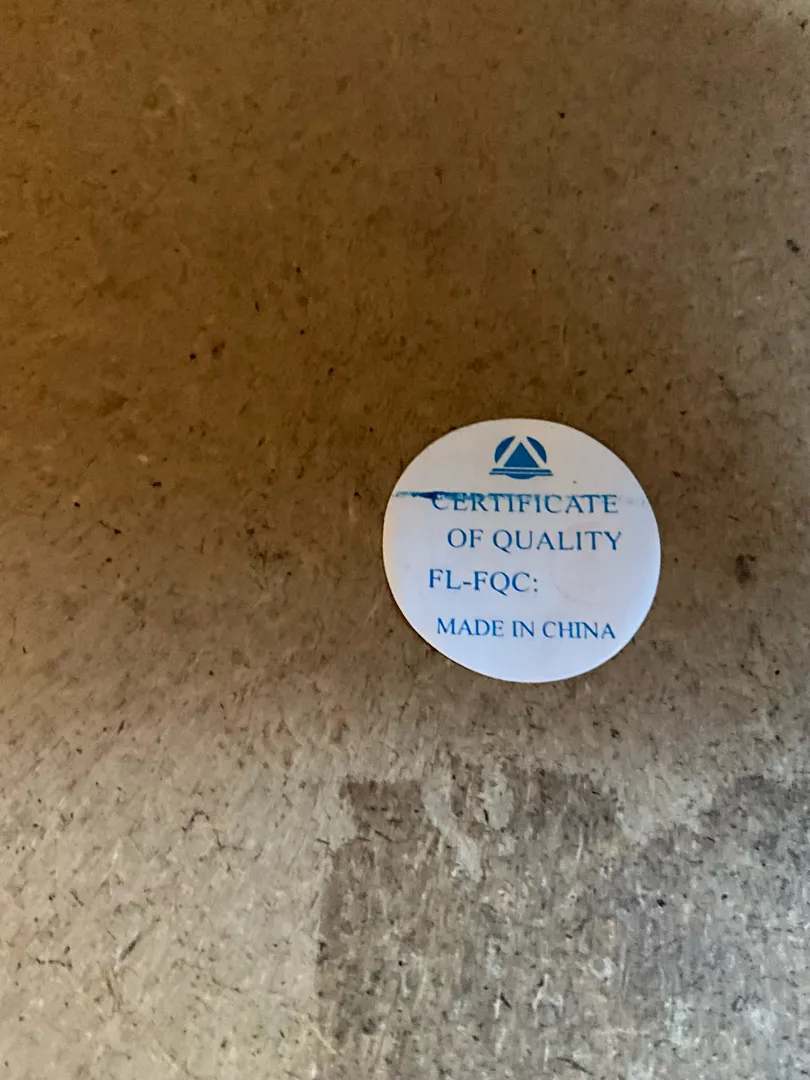 CERTIFICATE
OF QUALITY
FL-FQC:
MADE IN CHINA